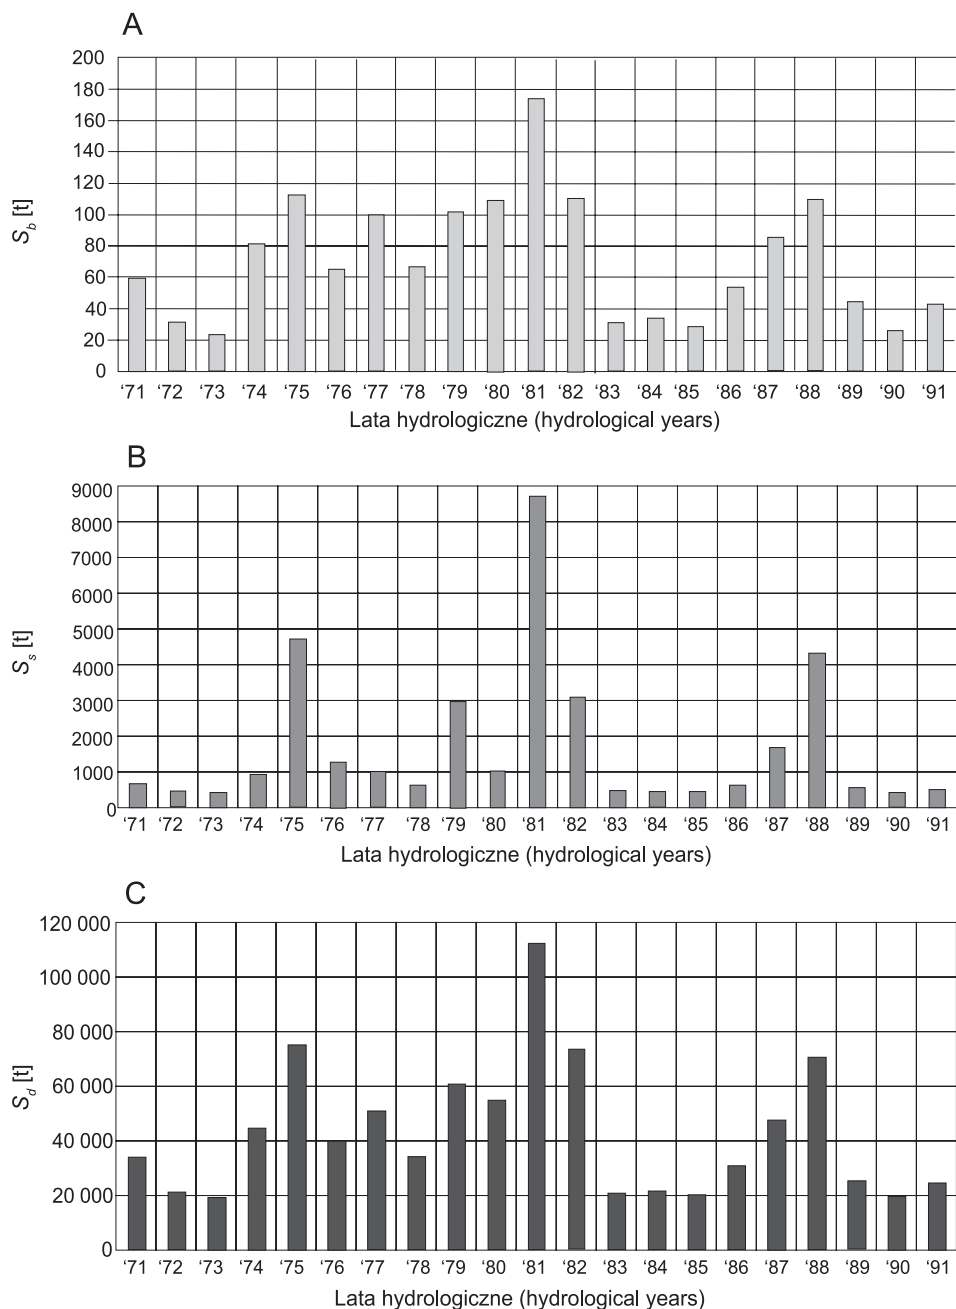 A
200
180
160
140
120
100
80
60
40
20
0
S_b [t]
‘71 ‘72 ‘73 ‘74 ‘75 ‘76 ‘77 ‘78 ‘79 ‘80 ‘81 ‘82 ‘83 ‘84 ‘85 ‘86 ‘87 ‘88 ‘89 ‘90 ‘91
Lata hydrologiczne (hydrological years)
B
9000
8000
7000
6000
5000
4000
3000
2000
1000
0
S_s [t]
‘71 ‘72 ‘73 ‘74 ‘75 ‘76 ‘77 ‘78 ‘79 ‘80 ‘81 ‘82 ‘83 ‘84 ‘85 ‘86 ‘87 ‘88 ‘89 ‘90 ‘91
Lata hydrologiczne (hydrological years)
C
120 000
100 000
80 000
60 000
40 000
20 000
0
S_d [t]
‘71 ‘72 ‘73 ‘74 ‘75 ‘76 ‘77 ‘78 ‘79 ‘80 ‘81 ‘82 ‘83 ‘84 ‘85 ‘86 ‘87 ‘88 ‘89 ‘90 ‘91
Lata hydrologiczne (hydrological years)